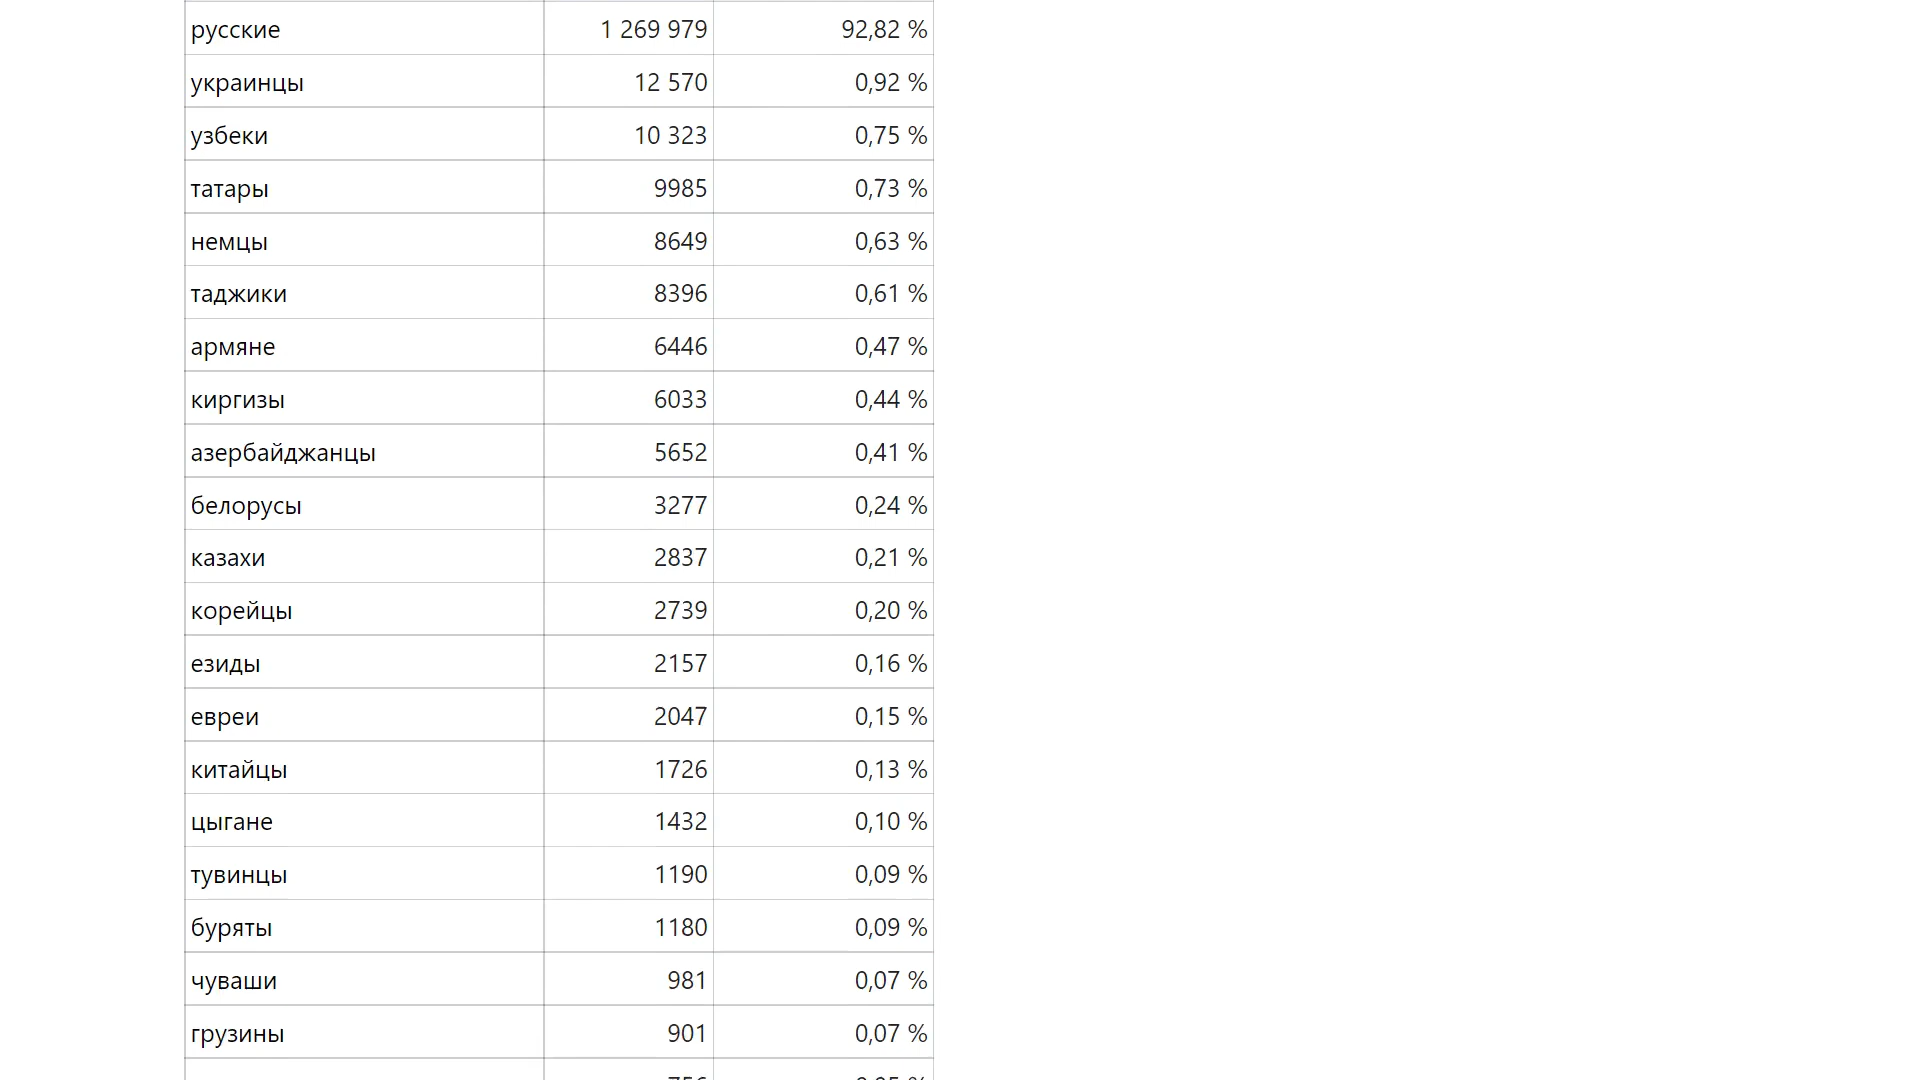 русские 1 269 979 92,82 %
украинцы 12 570 0,92 %
узбеки 10 323 0,75 %
татары 9985 0,73 %
немцы 8649 0,63 %
таджики 8396 0,61 %
армяне 6446 0,47 %
киргизы 6033 0,44 %
азербайджанцы 5652 0,41 %
белорусы 3277 0,24 %
казахи 2837 0,21 %
корейцы 2739 0,20 %
езиды 2157 0,16 %
евреи 2047 0,15 %
китайцы 1726 0,13 %
цыгане 1432 0,10 %
тувинцы 1190 0,09 %
буряты 1180 0,09 %
чуваши 981 0,07 %
грузины 901 0,07 %